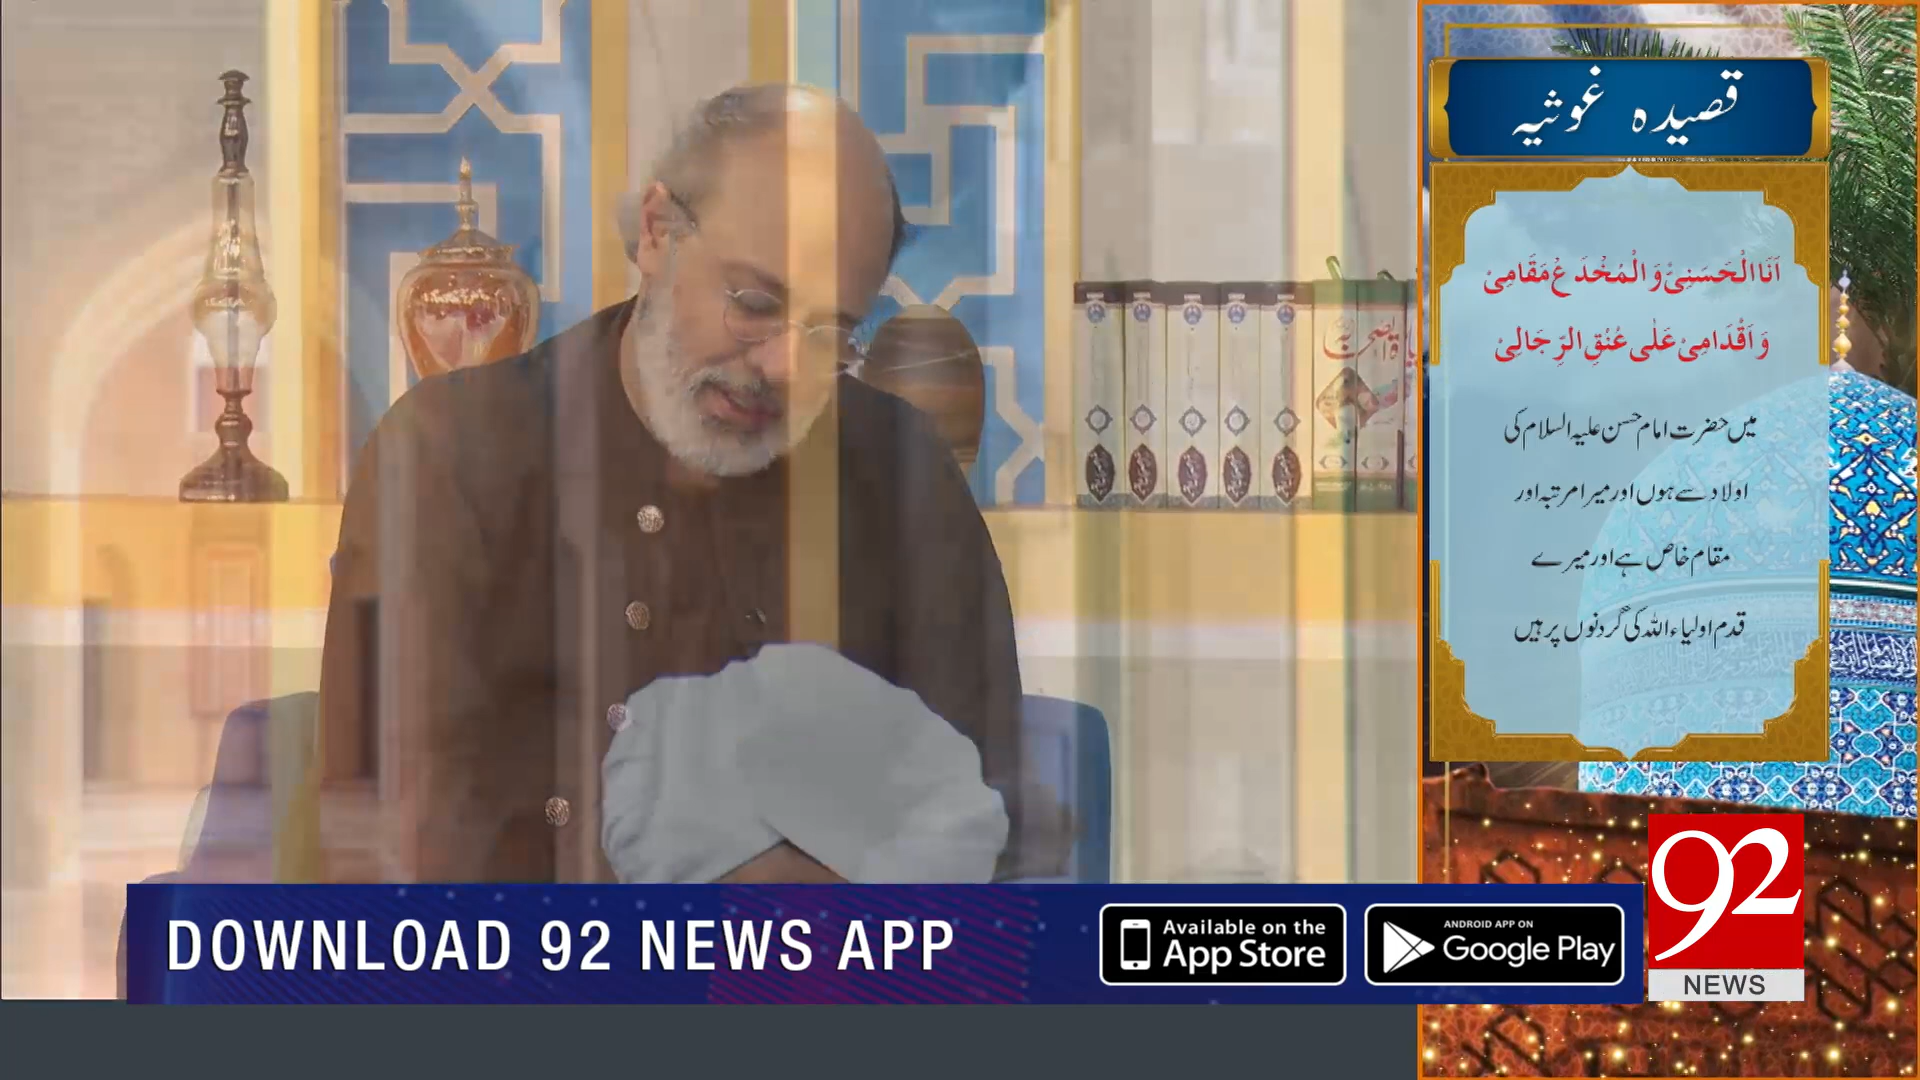 قصیدہ غوثیہ
اَنَا الْحَسَنِیْ وَ الْمُخْدَعُ مَقَامِیْ
وَ اَقْدَامِیْ عَلٰی عُنُقِ الرِّجَالِیْ
میں حضرت امام حسن علیہ السلام کی
اولاد سے ہوں اور میرا مرتبہ اور
مقام خاص ہے اور میرے
قدم اولیاء اللہ کی گردنوں پر ہیں
DOWNLOAD 92 NEWS APP
Available on the
App Store
ANDROID APP ON
Google Play
92
NEWS